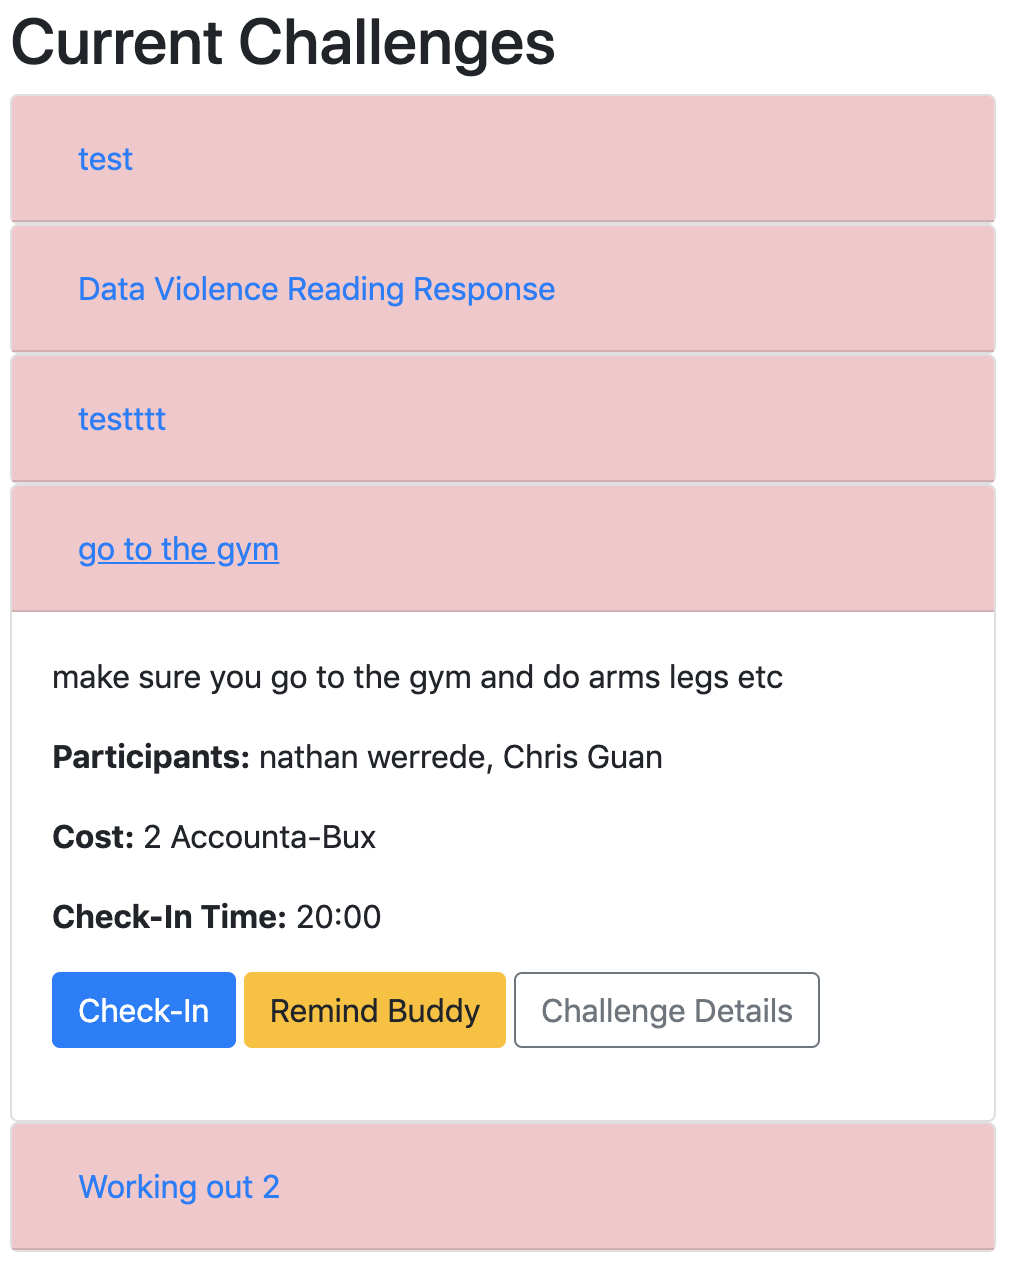 Current Challenges
test
Data Violence Reading Response
testttt
go to the gym
make sure you go to the gym and do arms legs etc
Participants: nathan werrede, Chris Guan
Cost: 2 Accounta-Bux
Check-In Time: 20:00
Check-In Remind Buddy Challenge Details
Working out 2